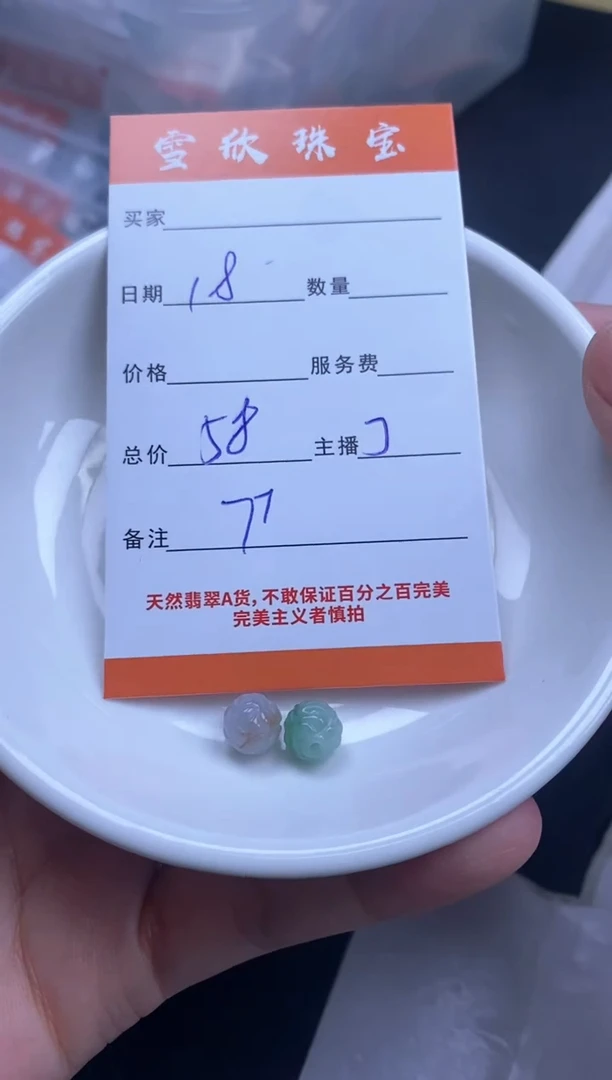 雪欣珠宝
买家
日期 18 数量
价格 服务费
总价 58 主播
备注 77
天然翡翠A货，不敢保证百分之百完美
完美主义者慎拍